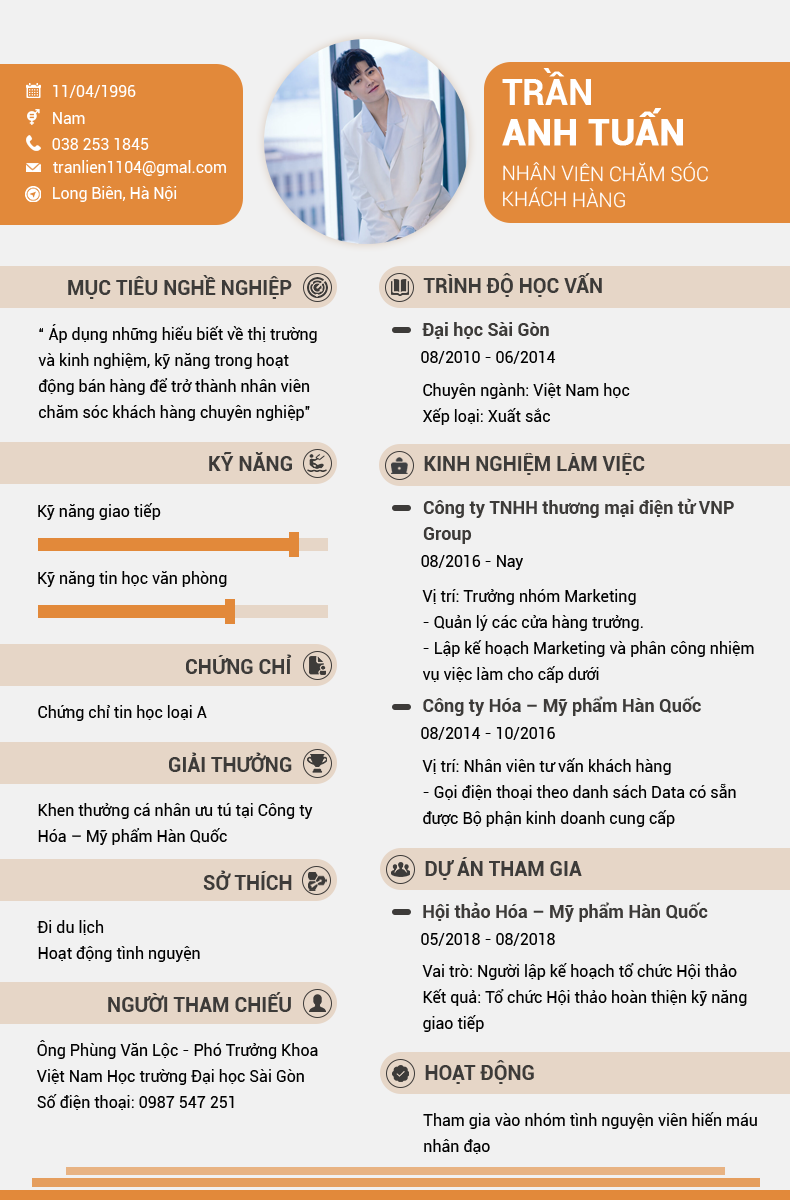 11/04/1996
Nam
038 253 1845
tranlien1104@gmal.com
Long Biên, Hà Nội
TRẦN
ANH TUẤN
NHÂN VIÊN CHĂM SÓC
KHÁCH HÀNG
MỤC TIÊU NGHỀ NGHIỆP
“ Áp dụng những hiểu biết về thị trường
và kinh nghiệm, kỹ năng trong hoạt
động bán hàng để trở thành nhân viên
chăm sóc khách hàng chuyên nghiệp”
KỸ NĂNG
Kỹ năng giao tiếp
Kỹ năng tin học văn phòng
CHỨNG CHỈ
Chứng chỉ tin học loại A
GIẢI THƯỞNG
Khen thưởng cá nhân ưu tú tại Công ty
Hóa – Mỹ phẩm Hàn Quốc
SỞ THÍCH
Đi du lịch
Hoạt động tình nguyện
NGƯỜI THAM CHIẾU
Ông Phùng Văn Lộc - Phó Trưởng Khoa
Việt Nam Học trường Đại học Sài Gòn
Số điện thoại: 0987 547 251
TRÌNH ĐỘ HỌC VẤN
Đại học Sài Gòn
08/2010 - 06/2014
Chuyên ngành: Việt Nam học
Xếp loại: Xuất sắc
KINH NGHIỆM LÀM VIỆC
Công ty TNHH thương mại điện tử VNP
Group
08/2016 - Nay
Vị trí: Trưởng nhóm Marketing
- Quản lý các cửa hàng trưởng.
- Lập kế hoạch Marketing và phân công nhiệm
vụ việc làm cho cấp dưới
Công ty Hóa – Mỹ phẩm Hàn Quốc
08/2014 - 10/2016
Vị trí: Nhân viên tư vấn khách hàng
- Gọi điện thoại theo danh sách Data có sẵn
được Bộ phận kinh doanh cung cấp
DỰ ÁN THAM GIA
Hội thảo Hóa – Mỹ phẩm Hàn Quốc
05/2018 - 08/2018
Vai trò: Người lập kế hoạch tổ chức Hội thảo
Kết quả: Tổ chức Hội thảo hoàn thiện kỹ năng
giao tiếp
HOẠT ĐỘNG
Tham gia vào nhóm tình nguyện viên hiến máu
nhân đạo